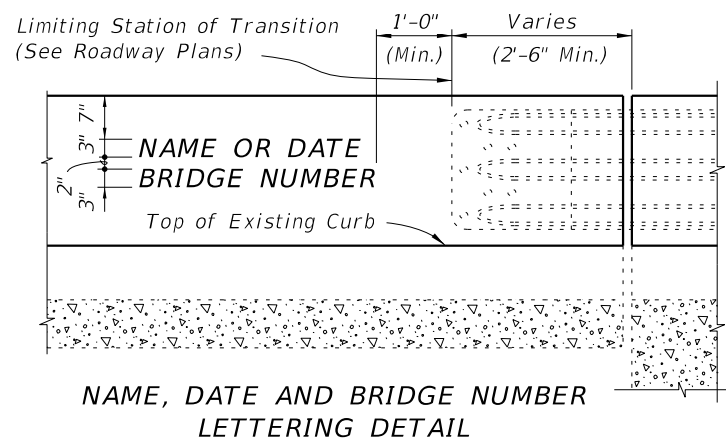 Limiting Station of Transition
(See Roadway Plans)
1'-0"
(Min.)
Varies
(2'-6" Min.)
7"
3"
2"
3"
NAME OR DATE
BRIDGE NUMBER
Top of Existing Curb
NAME, DATE AND BRIDGE NUMBER
LETTERING DETAIL